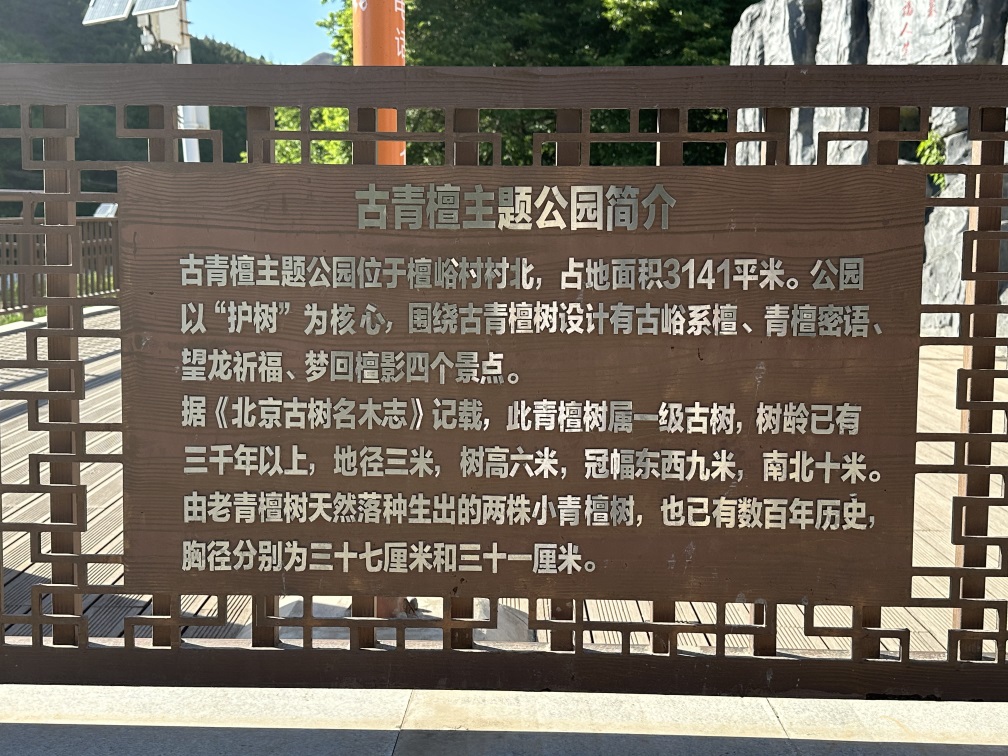 古青檀主题公园简介
古青檀主题公园位于檀峪村村北，占地面积3141平米。公园
以“护树”为核心，围绕古青檀树设计有古峪系檀、青檀密语、
望龙祈福、梦回檀影四个景点。
据《北京古树名木志》记载，此青檀树属一级古树，树龄已有
三千年以上，地径三米，树高六米，冠幅东西九米，南北十米。
由老青檀树天然落种生出的两株小青檀树，也已有数百年历史，
胸径分别为三十七厘米和三十一厘米。